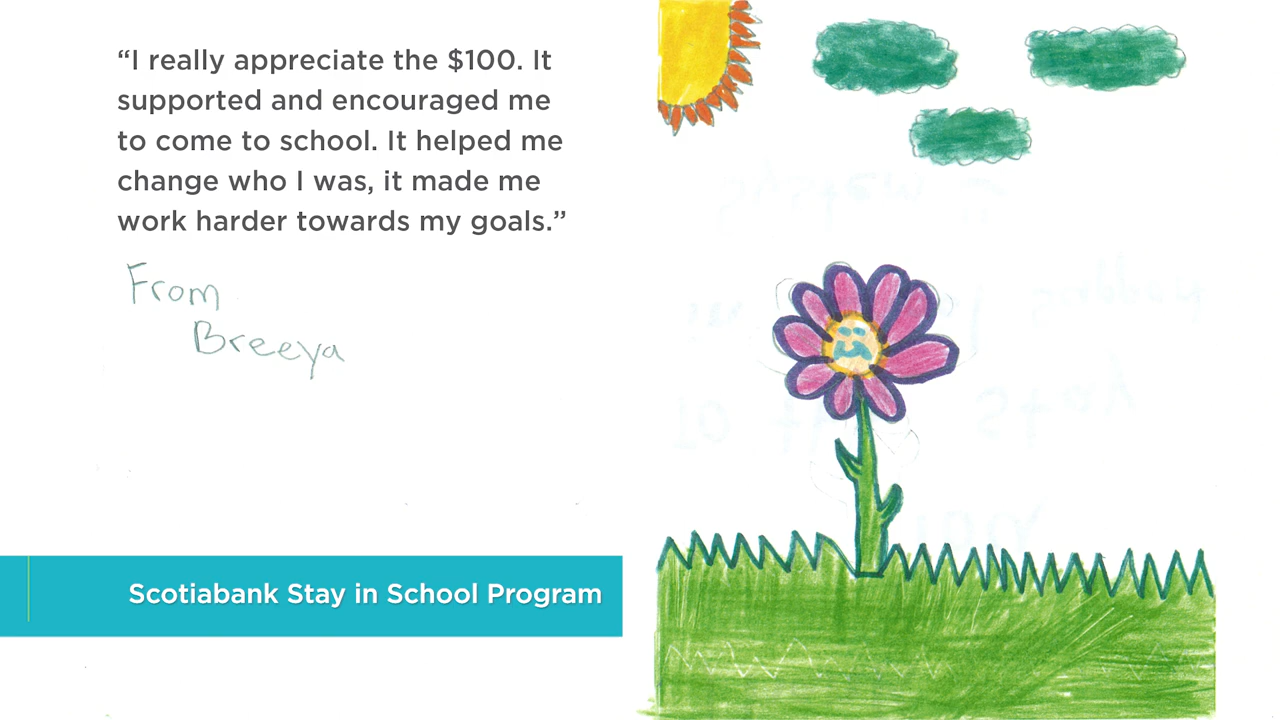 “I really appreciate the $100. It
supported and encouraged me
to come to school. It helped me
change who I was, it made me
work harder towards my goals.”
From
Breeya
Scotiabank Stay in School Program